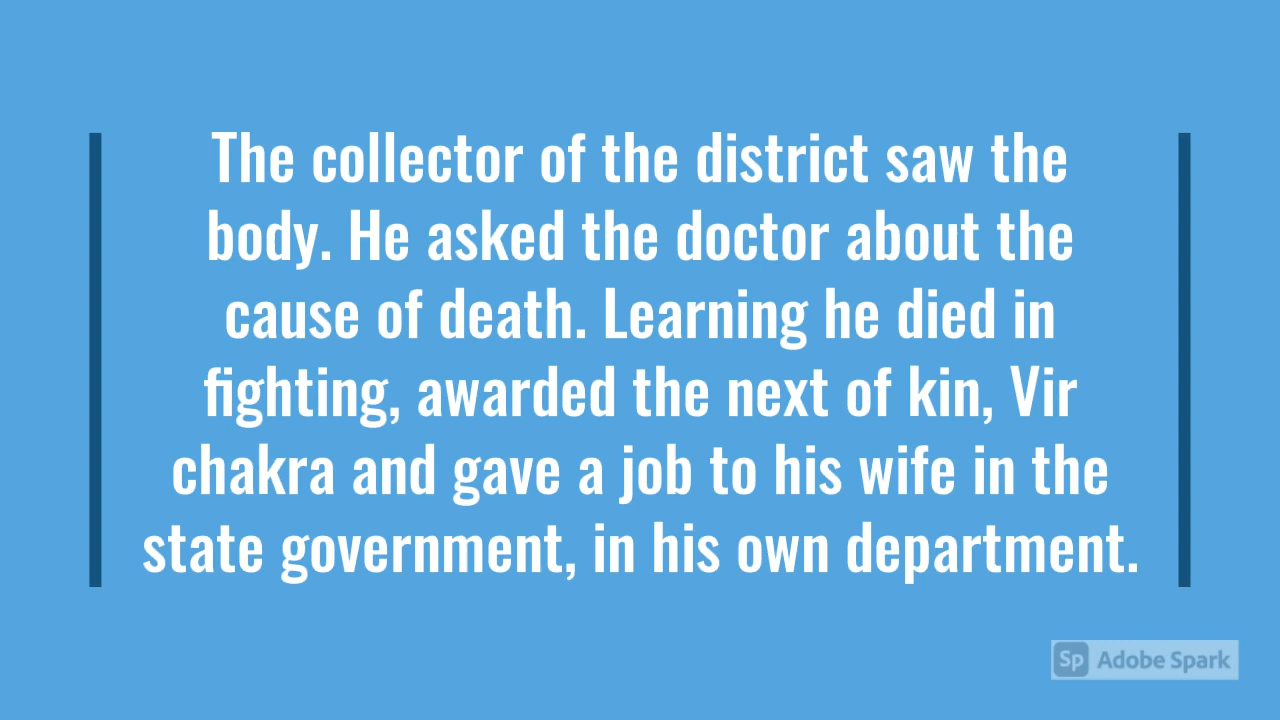 The collector of the district saw the
body. He asked the doctor about the
cause of death. Learning he died in
fighting, awarded the next of kin, Vir
chakra and gave a job to his wife in the
state government, in his own department.
Sp Adobe Spark